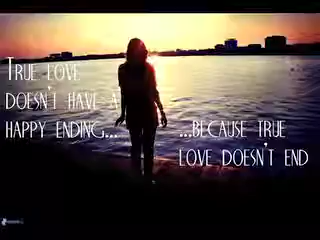 TRUE LOVE
DOESN'T HAVE A
HAPPY ENDING...
...BECAUSE TRUE
LOVE DOESN'T END